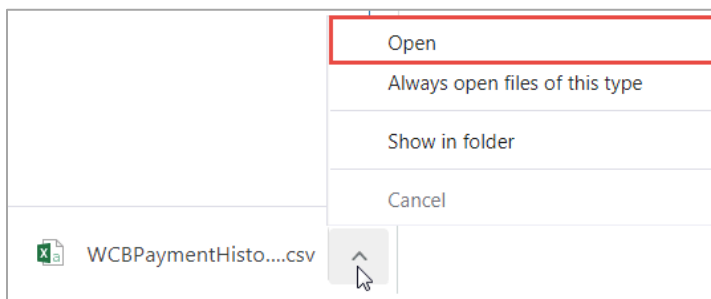 Open
Always open files of this type
Show in folder
Cancel
WCBPaymentHisto....csv